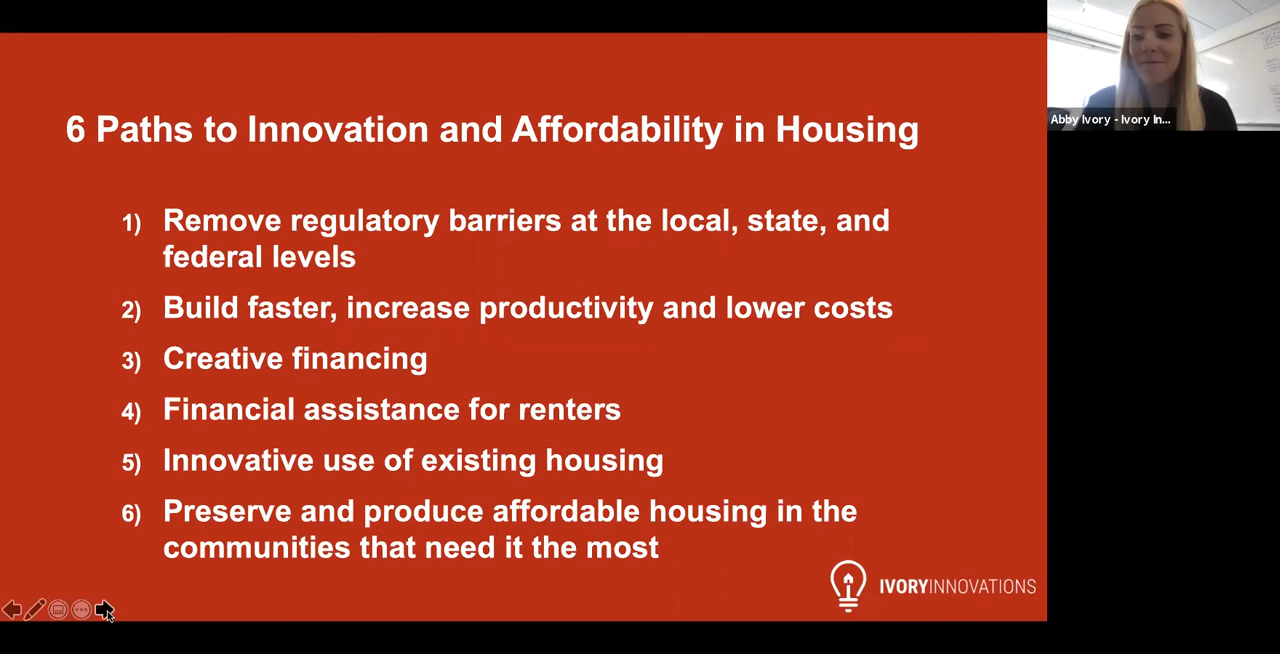 6 Paths to Innovation and Affordability in Housing
1) Remove regulatory barriers at the local, state, and
federal levels
2) Build faster, increase productivity and lower costs
3) Creative financing
4) Financial assistance for renters
5) Innovative use of existing housing
6) Preserve and produce affordable housing in the
communities that need it the most
IVORYINNOVATIONS
Abby Ivory - Ivory In...